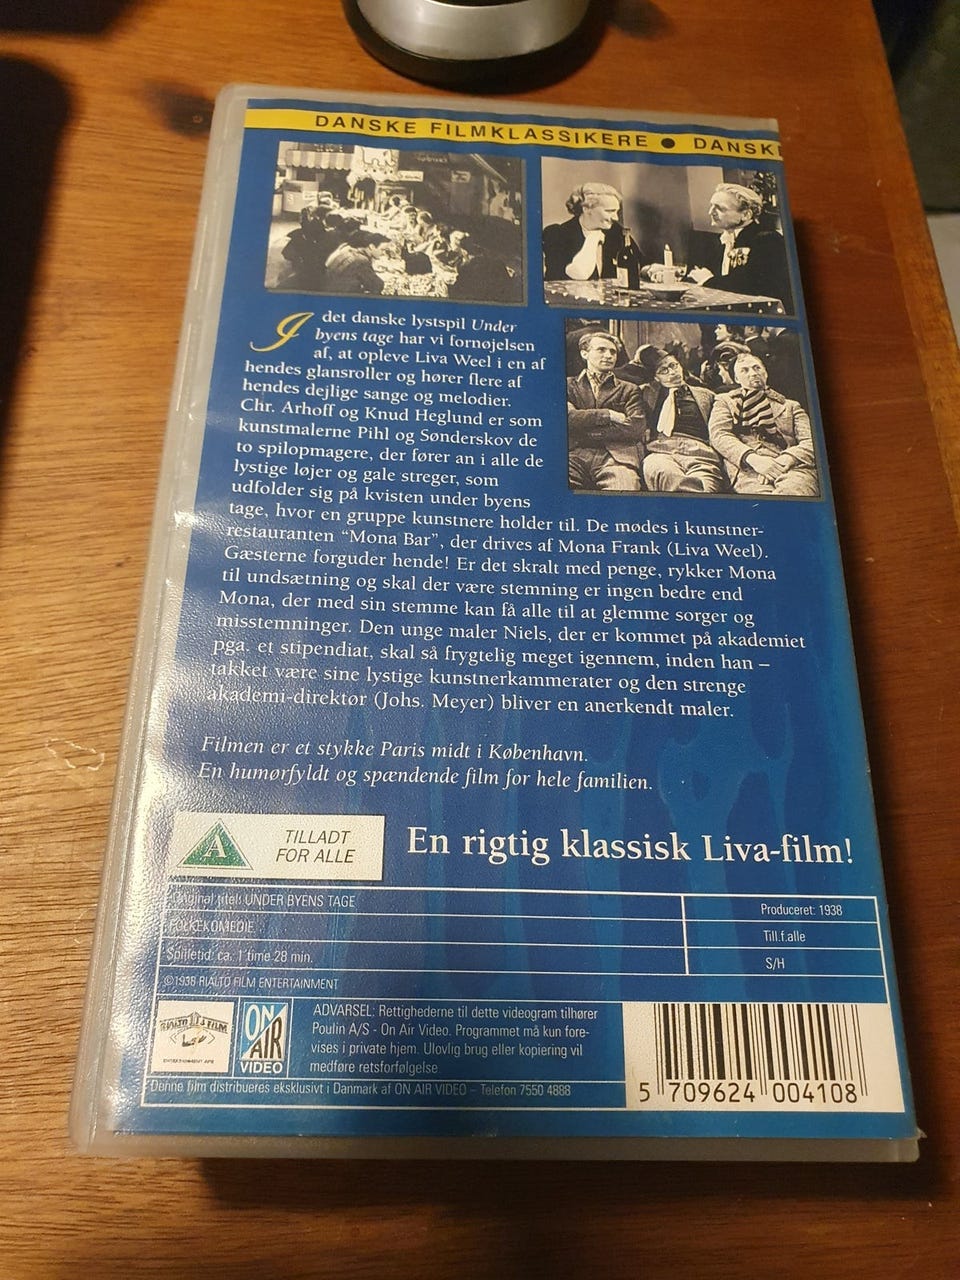 DANSKE FILMKLASSIKERE ● DANSKE
I det danske lystspil Under
byens tage har vi fornøjelsen
af, at opleve Liva Weel i en af
hendes glansroller og hører flere af
hendes dejlige sange og melodier.
Chr. Arhoff og Knud Heglund er som
kunstmalerne Pihl og Sønderskov de
to spilopmagere, der fører an i alle de
lystige løjer og gale streger, som
udfolder sig på kvisten under byens
tage, hvor en gruppe kunstnere holder til. De mødes i kunstner-
restauranten "Mona Bar", der drives af Mona Frank (Liva Weel).
Gæsterne forguder hende! Er det skralt med penge, rykker Mona
til undsætning og skal der være stemning er ingen bedre end
Mona, der med sin stemme kan få alle til at glemme sorger og
misstemninger. Den unge maler Niels, der er kommet på akademiet
pga. et stipendiat, skal så frygtelig meget igennem, inden han –
takket være sine lystige kunstnerkammerater og den strenge
akademi-direktør (Johs. Meyer) bliver en anerkendt maler.
Filmen er et stykke Paris midt i København.
En humørfyldt og spændende film for hele familien.
A TILLADT
FOR ALLE
En rigtig klassisk Liva-film!
Original titel: UNDER BYENS TAGE
Produceret: 1938
FOLKEKOMEDIE
Till.f.alle
Spilletid: ca. 1 time 28 min.
S/H
©1938 RIALTO FILM ENTERTAINMENT
RIALTO FILM
ENTERTAINMENT APS
ON
AIR
VIDEO
ADVARSEL: Rettighederne til dette videogram tilhører
Poulin A/S - On Air Video. Programmet må kun fore-
vises i private hjem. Ulovlig brug eller kopiering vil
medføre retsforfølgelse.
Denne film distribueres eksklusivt i Danmark af ON AIR VIDEO – Telefon 7550 4888
5 709624 004108